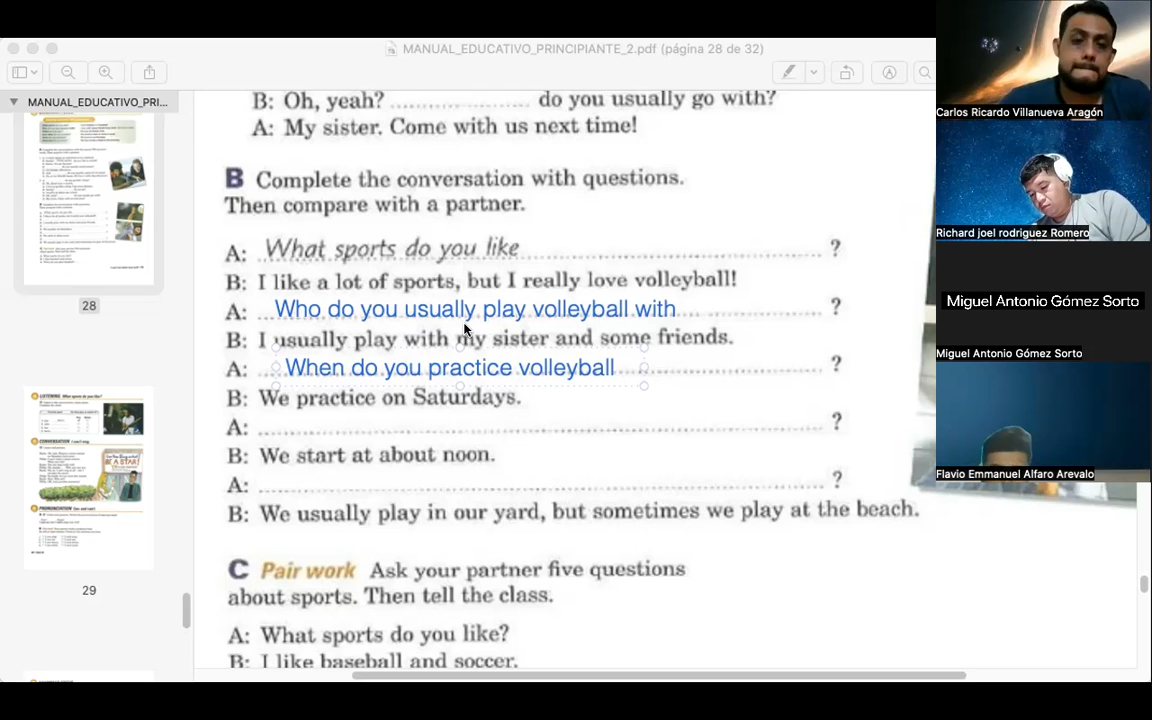 MANUAL_EDUCATIVO_PRINCIPIANTE_2.pdf (página 28 de 32)
MANUAL_EDUCATIVO_PRI...
28
29
B: Oh, yeah? ............ do you usually go with?
A: My sister. Come with us next time!
B Complete the conversation with questions.
Then compare with a partner.
A: What sports do you like ?
B: I like a lot of sports, but I really love volleyball!
A: Who do you usually play volleyball with ?
B: I usually play with my sister and some friends.
A: When do you practice volleyball ?
B: We practice on Saturdays.
A: ?
B: We start at about noon.
A: ?
B: We usually play in our yard, but sometimes we play at the beach.
C Pair work Ask your partner five questions
about sports. Then tell the class.
A: What sports do you like?
B: I like baseball and soccer.
Carlos Ricardo Villanueva Aragón
Richard joel rodriguez Romero
Miguel Antonio Gómez Sorto
Miguel Antonio Gómez Sorto
Flavio Emmanuel Alfaro Arevalo